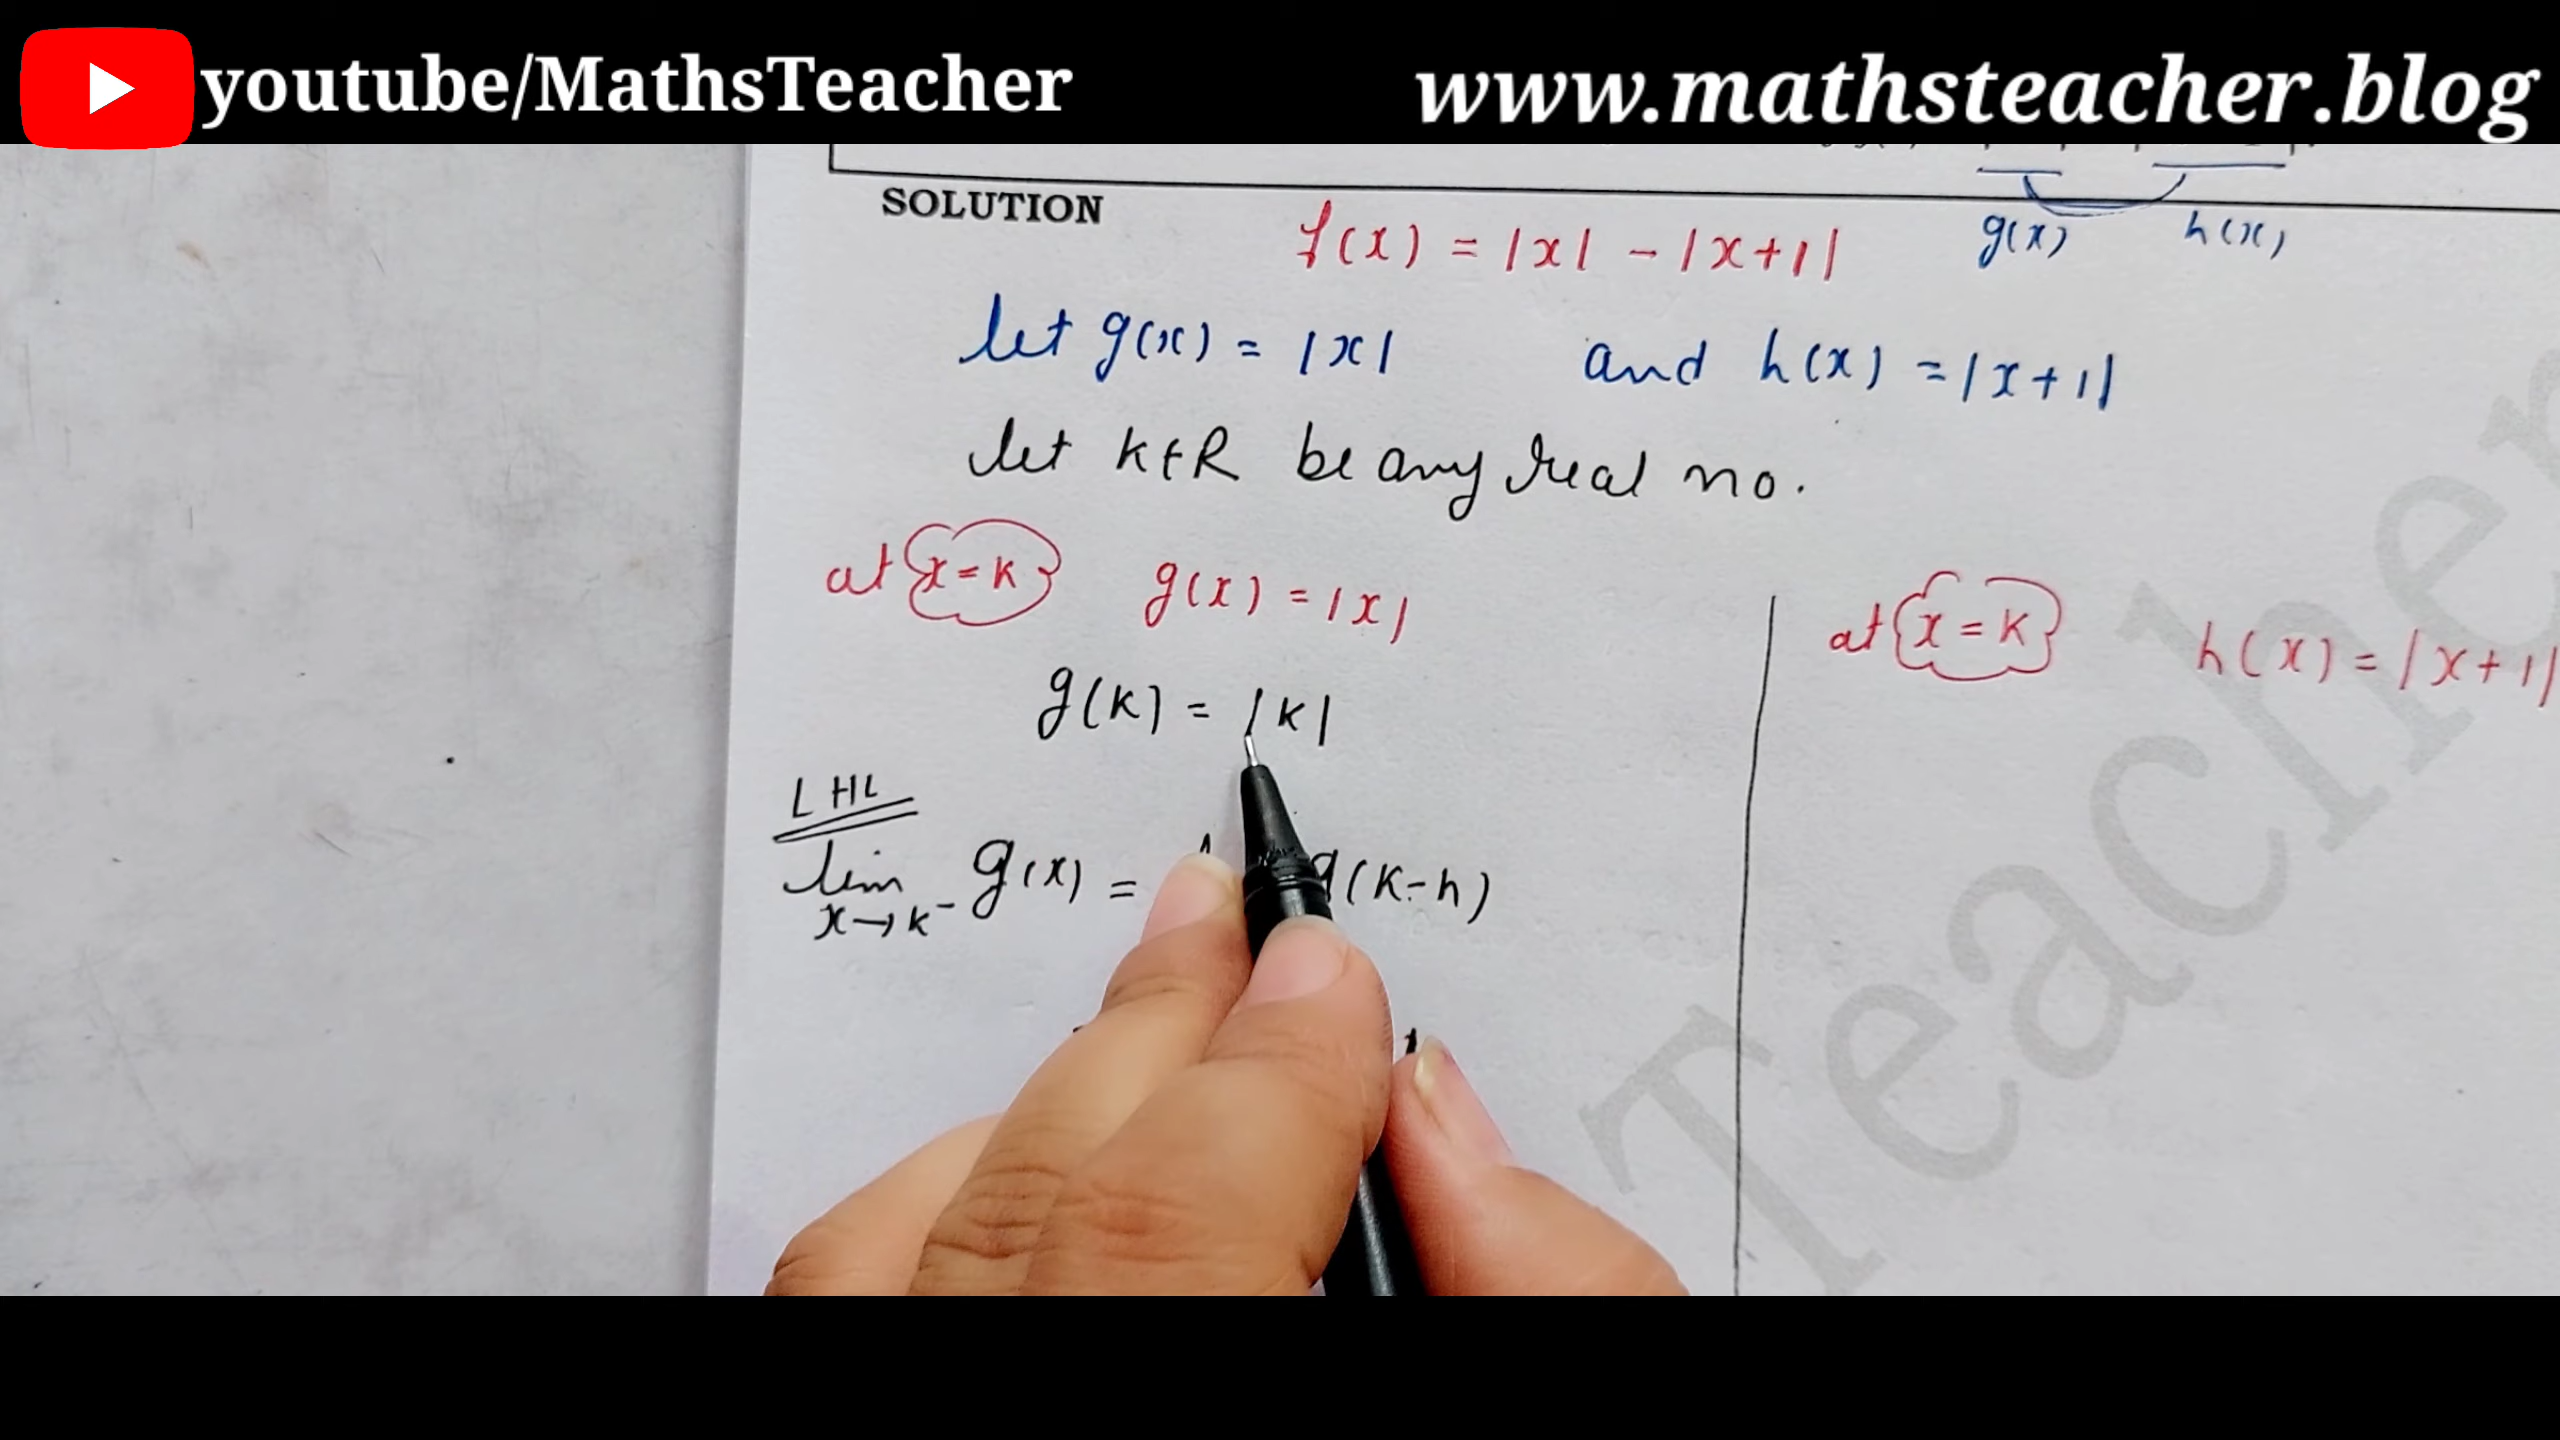 youtube/MathsTeacher
www.mathsteacher.blog
SOLUTION
f(x) = |x| - |x+1|
g(x) h(x)
let g(x) = |x| and h(x) = |x+1|
let k∈R be any real no.
at x=k g(x) = |x|
at x=k h(x) = |x+1|
g(k) = |k|
LHL
lim g(x) = g(k-h)
x→k⁻
Teacher